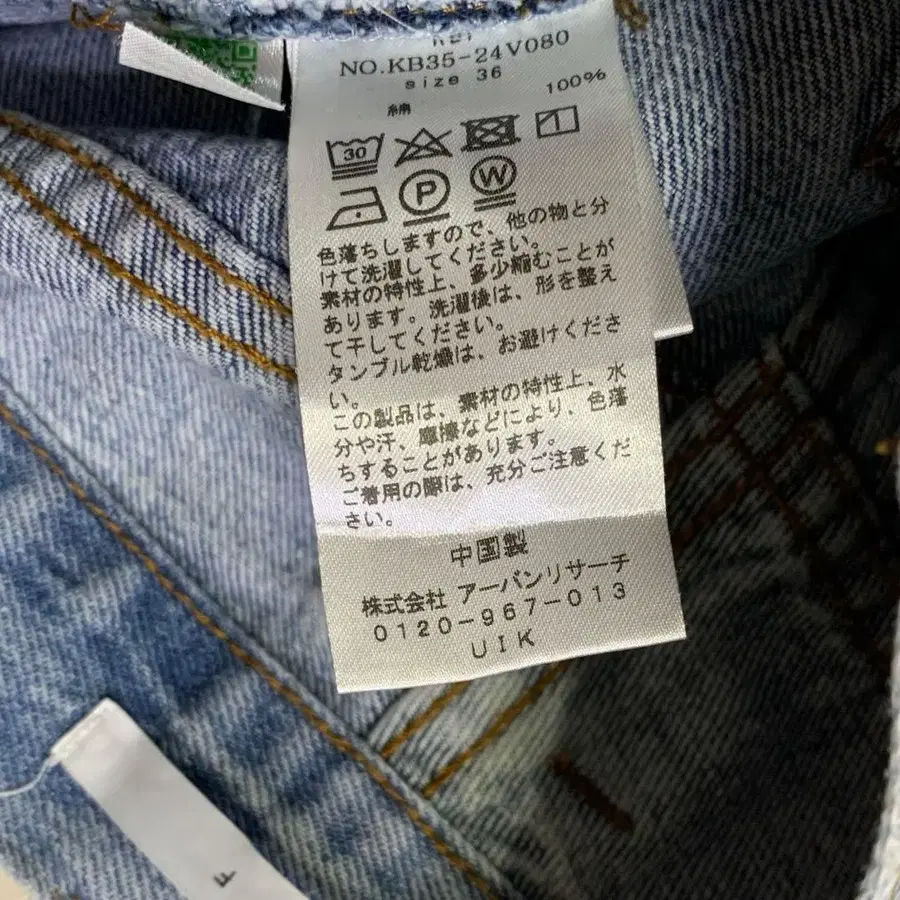 NO.KB35-24V080
size 36
綿 100%
30
P W
色落ちしますので、他の物と分
けて洗濯してください。
素材の特性上、多少縮むことが
あります。洗濯後は、形を整え
て干してください。
タンブル乾燥は、お避けくださ
い。
この製品は、素材の特性上、水
分や汗、摩擦などにより、色落
ちすることがあります。
ご着用の際は、充分ご注意くだ
さい。
中国製
株式会社 アーバンリサーチ
0120-967-013
UIK
F